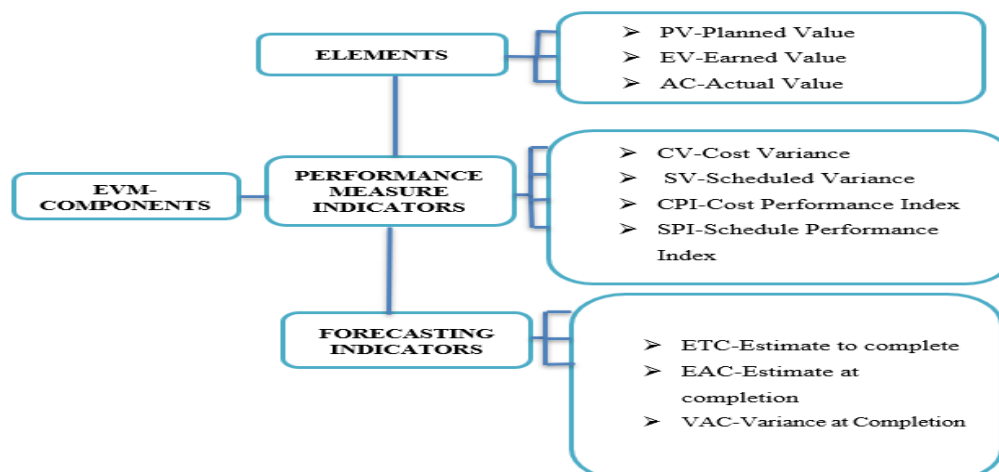 ELEMENTS
➢ PV-Planned Value
➢ EV-Earned Value
➢ AC-Actual Value
EVM-
COMPONENTS
PERFORMANCE
MEASURE
INDICATORS
➢ CV-Cost Variance
➢ SV-Scheduled Variance
➢ CPI-Cost Performance Index
➢ SPI-Schedule Performance
Index
FORECASTING
INDICATORS
➢ ETC-Estimate to complete
➢ EAC-Estimate at
completion
➢ VAC-Variance at Completion